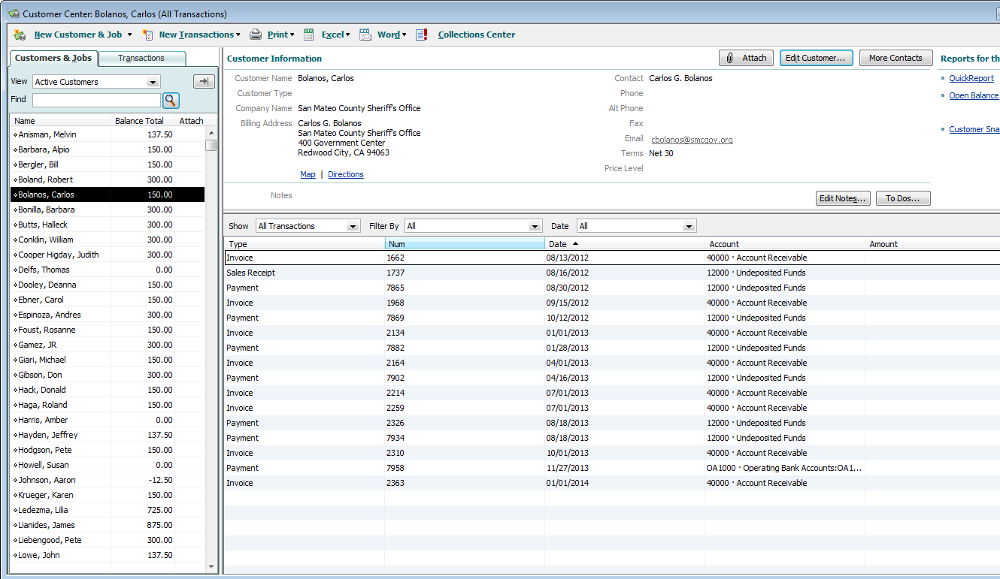 Customer Center: Bolanos, Carlos (All Transactions)
New Customer & Job New Transactions Print Excel Word Collections Center
Customers & Jobs Transactions
View Active Customers
Find
Name Balance Total Attach
Anisman, Melvin 137.50
Barbara, Alpio 150.00
Bergler, Bill 150.00
Boland, Robert 300.00
Bolanos, Carlos 150.00
Bonilla, Barbara 300.00
Butts, Halleck 300.00
Conklin, William 300.00
Cooper Higday, Judith 300.00
Delfs, Thomas 0.00
Dooley, Deanna 150.00
Ebner, Carol 150.00
Espinoza, Andres 300.00
Foust, Rosanne 150.00
Gamez, JR 300.00
Giari, Michael 150.00
Gibson, Don 300.00
Hack, Donald 150.00
Haga, Roland 150.00
Harris, Amber 0.00
Hayden, Jeffrey 137.50
Hodgson, Pete 150.00
Howell, Susan 0.00
Johnson, Aaron -12.50
Krueger, Karen 150.00
Ledezma, Lilia 725.00
Lianides, James 875.00
Liebengood, Pete 300.00
Lowe, John 137.50
Customer Information
Attach Edit Customer... More Contacts
Customer Name Bolanos, Carlos
Customer Type
Company Name San Mateo County Sheriff's Office
Billing Address Carlos G. Bolanos
San Mateo County Sheriff's Office
400 Government Center
Redwood City, CA 94063
Map | Directions
Contact Carlos G. Bolanos
Phone
Alt Phone
Fax
Email cbolanos@smcgov.org
Terms Net 30
Price Level
Notes
Edit Notes... To Dos...
Reports for th
QuickReport
Open Balance
Customer Sna
Show All Transactions Filter By All Date All
Type Num Date Account Amount
Invoice 1662 08/13/2012 40000 · Account Receivable
Sales Receipt 1737 08/16/2012 12000 · Undeposited Funds
Payment 7865 08/30/2012 12000 · Undeposited Funds
Invoice 1968 09/15/2012 40000 · Account Receivable
Payment 7869 10/12/2012 12000 · Undeposited Funds
Invoice 2134 01/01/2013 40000 · Account Receivable
Payment 7882 01/28/2013 12000 · Undeposited Funds
Invoice 2164 04/01/2013 40000 · Account Receivable
Payment 7902 04/16/2013 12000 · Undeposited Funds
Invoice 2214 07/01/2013 40000 · Account Receivable
Invoice 2259 07/01/2013 40000 · Account Receivable
Payment 2326 08/18/2013 12000 · Undeposited Funds
Payment 7934 08/18/2013 12000 · Undeposited Funds
Invoice 2310 10/01/2013 40000 · Account Receivable
Payment 7958 11/27/2013 OA1000 · Operating Bank Accounts:OA1...
Invoice 2363 01/01/2014 40000 · Account Receivable